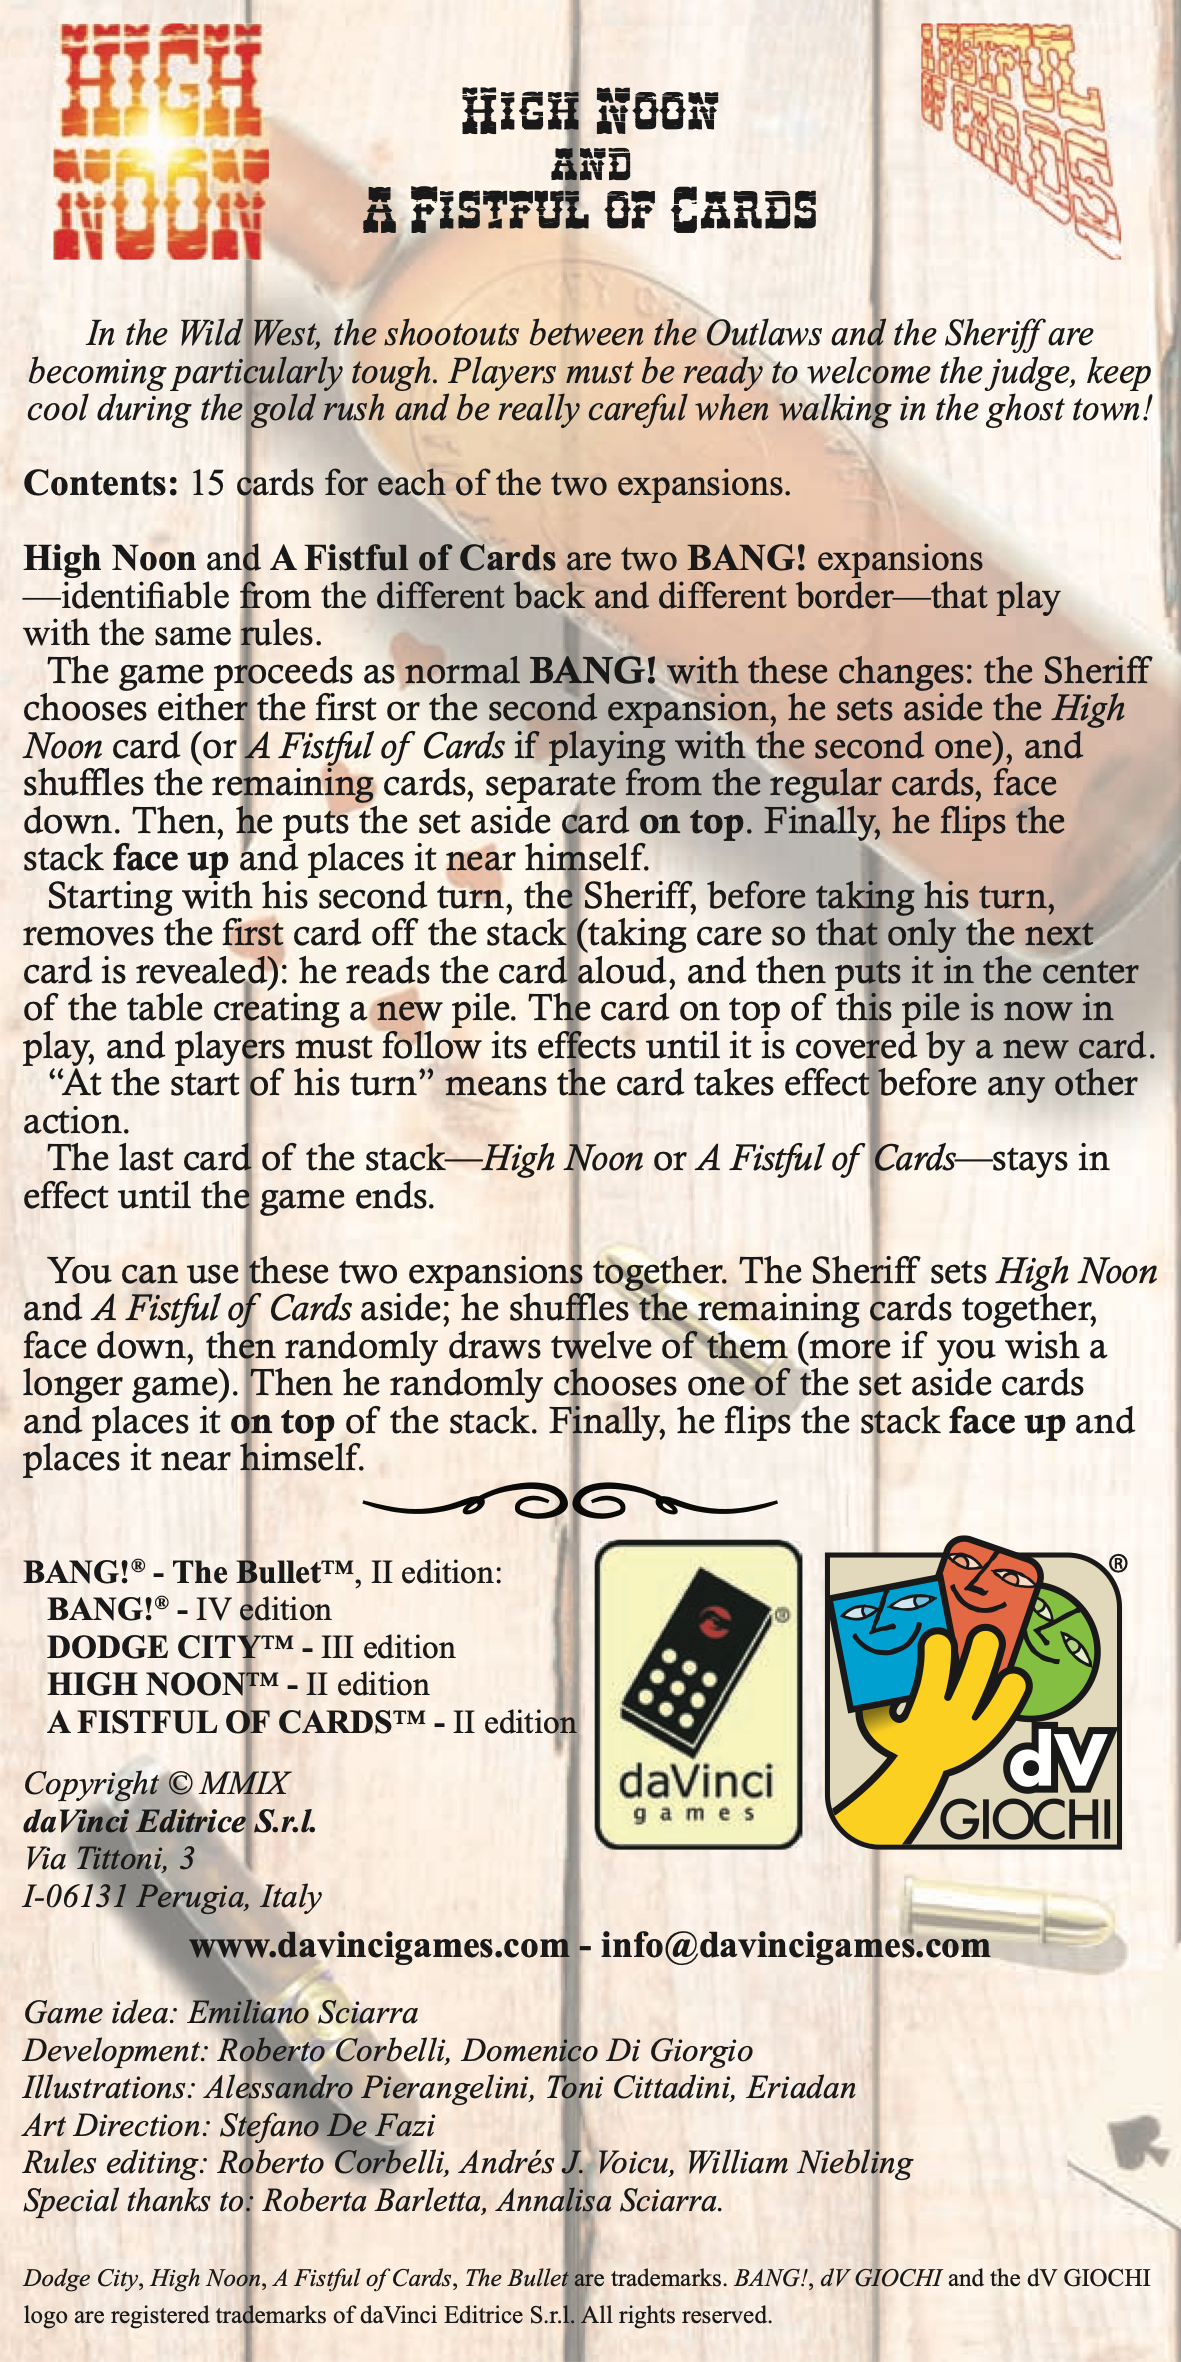 HIGH
NOON
A FISTFUL
OF CARDS
HIGH NOON
AND
A FISTFUL OF CARDS
In the Wild West, the shootouts between the Outlaws and the Sheriff are
becoming particularly tough. Players must be ready to welcome the judge, keep
cool during the gold rush and be really careful when walking in the ghost town!
Contents: 15 cards for each of the two expansions.
High Noon and A Fistful of Cards are two BANG! expansions
—identifiable from the different back and different border—that play
with the same rules.
The game proceeds as normal BANG! with these changes: the Sheriff
chooses either the first or the second expansion, he sets aside the High
Noon card (or A Fistful of Cards if playing with the second one), and
shuffles the remaining cards, separate from the regular cards, face
down. Then, he puts the set aside card on top. Finally, he flips the
stack face up and places it near himself.
Starting with his second turn, the Sheriff, before taking his turn,
removes the first card off the stack (taking care so that only the next
card is revealed): he reads the card aloud, and then puts it in the center
of the table creating a new pile. The card on top of this pile is now in
play, and players must follow its effects until it is covered by a new card.
“At the start of his turn” means the card takes effect before any other
action.
The last card of the stack—High Noon or A Fistful of Cards—stays in
effect until the game ends.
You can use these two expansions together. The Sheriff sets High Noon
and A Fistful of Cards aside; he shuffles the remaining cards together,
face down, then randomly draws twelve of them (more if you wish a
longer game). Then he randomly chooses one of the set aside cards
and places it on top of the stack. Finally, he flips the stack face up and
places it near himself.
BANG!® - The Bullet™, II edition:
BANG!® - IV edition
DODGE CITY™ - III edition
HIGH NOON™ - II edition
A FISTFUL OF CARDS™ - II edition
®
daVinci
games
®
dV
GIOCHI
Copyright © MMIX
daVinci Editrice S.r.l.
Via Tittoni, 3
I-06131 Perugia, Italy
www.davincigames.com - info@davincigames.com
Game idea: Emiliano Sciarra
Development: Roberto Corbelli, Domenico Di Giorgio
Illustrations: Alessandro Pierangelini, Toni Cittadini, Eriadan
Art Direction: Stefano De Fazi
Rules editing: Roberto Corbelli, Andrés J. Voicu, William Niebling
Special thanks to: Roberta Barletta, Annalisa Sciarra.
Dodge City, High Noon, A Fistful of Cards, The Bullet are trademarks. BANG!, dV GIOCHI and the dV GIOCHI
logo are registered trademarks of daVinci Editrice S.r.l. All rights reserved.